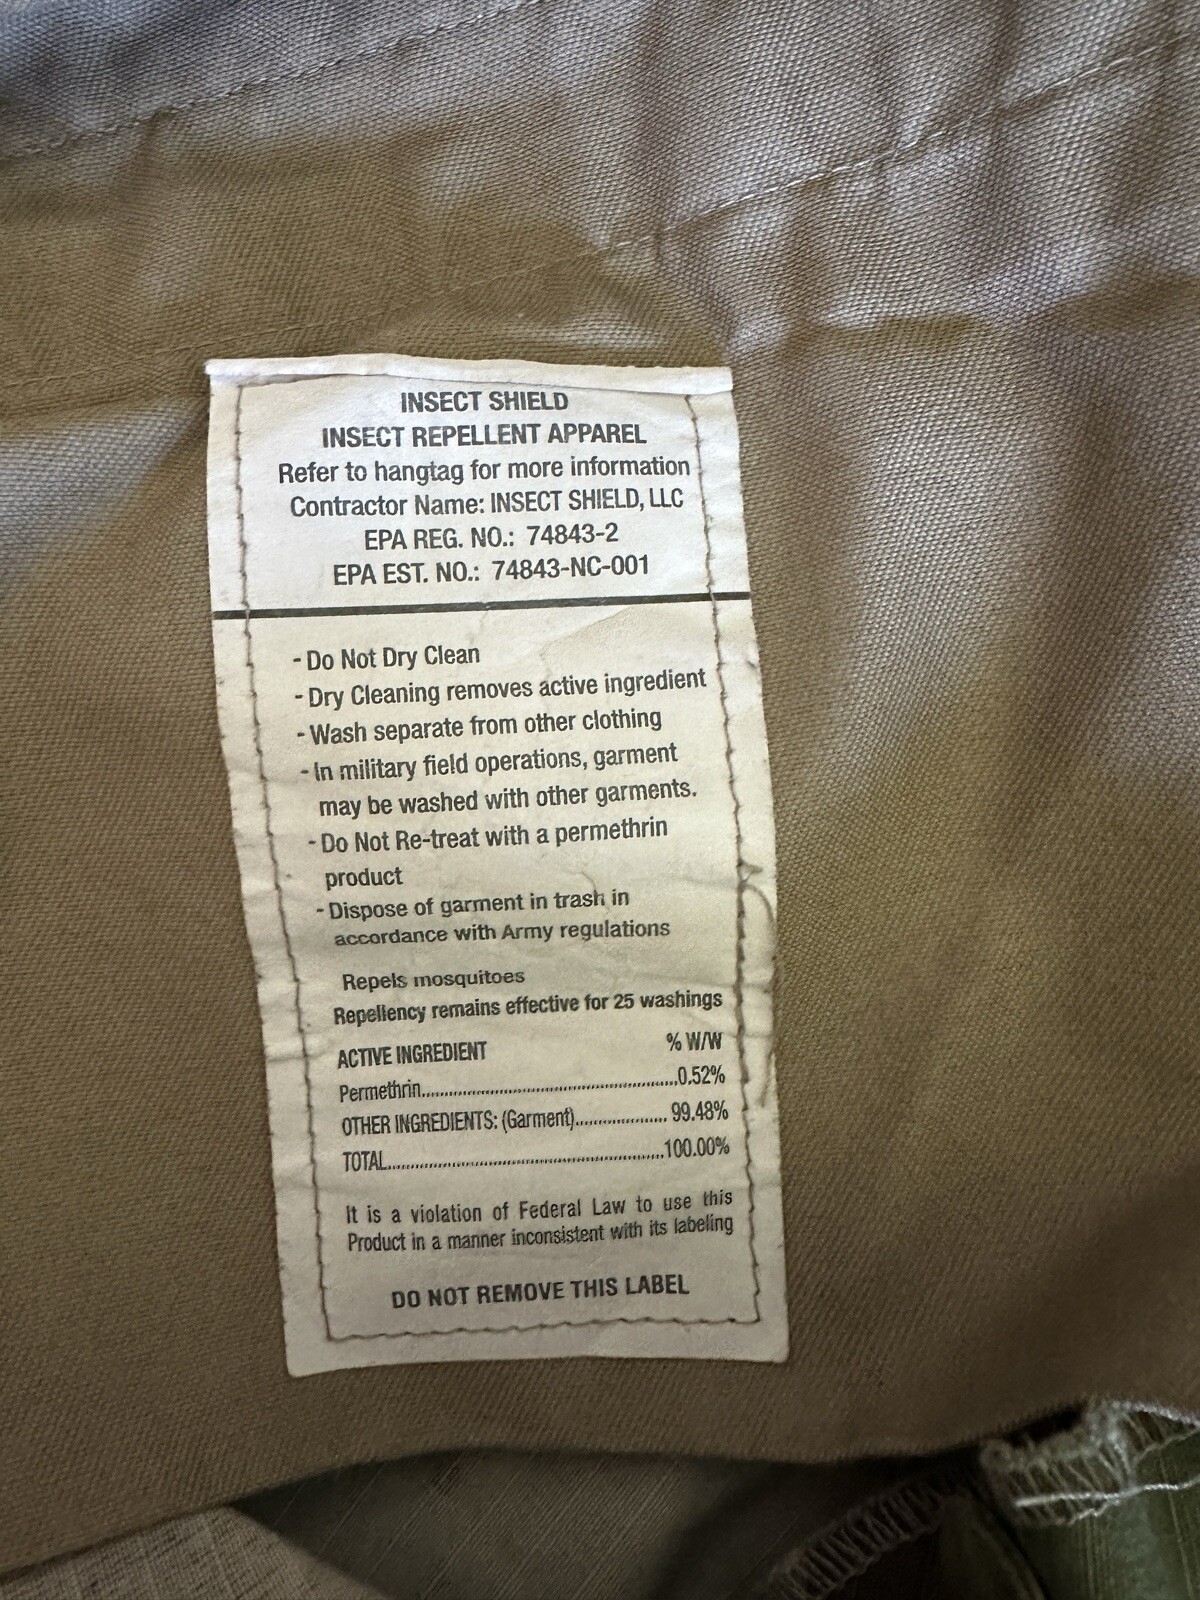 INSECT SHIELD
INSECT REPELLENT APPAREL
Refer to hangtag for more information
Contractor Name: INSECT SHIELD, LLC
EPA REG. NO.: 74843-2
EPA EST. NO.: 74843-NC-001
- Do Not Dry Clean
- Dry Cleaning removes active ingredient
- Wash separate from other clothing
- In military field operations, garment
may be washed with other garments.
- Do Not Re-treat with a permethrin
product
- Dispose of garment in trash in
accordance with Army regulations
Repels mosquitoes
Repellency remains effective for 25 washings
ACTIVE INGREDIENT % W/W
Permethrin..........................................0.52%
OTHER INGREDIENTS: (Garment)................... 99.48%
TOTAL..............................................100.00%
It is a violation of Federal Law to use this
Product in a manner inconsistent with its labeling
DO NOT REMOVE THIS LABEL